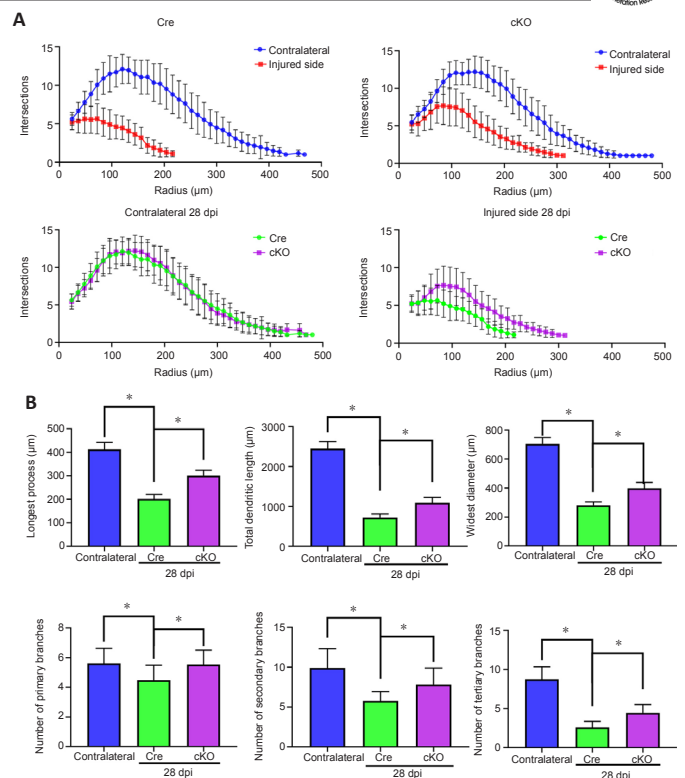 A
Cre
Intersections
15
10
5
0
0 100 200 300 400 500
Radius (μm)
Contralateral
Injured side
cKO
Intersections
15
10
5
0
0 100 200 300 400 500
Radius (μm)
Contralateral
Injured side
Contralateral 28 dpi
Intersections
15
10
5
0
0 100 200 300 400 500
Radius (μm)
Cre
cKO
Injured side 28 dpi
Intersections
15
10
5
0
0 100 200 300 400 500
Radius (μm)
Cre
cKO
B
Longest process (μm)
500
400
300
200
100
0
* *
Contralateral Cre cKO
28 dpi
Total dendritic length (μm)
3000
2000
1000
0
* *
Contralateral Cre cKO
28 dpi
Widest diameter (μm)
800
600
400
200
0
* *
Contralateral Cre cKO
28 dpi
Number of primary branches
8
6
4
2
0
* *
Contralateral Cre cKO
28 dpi
Number of secondary branches
15
10
5
0
* *
Contralateral Cre cKO
28 dpi
Number of tertiary branches
15
10
5
0
* *
Contralateral Cre cKO
28 dpi